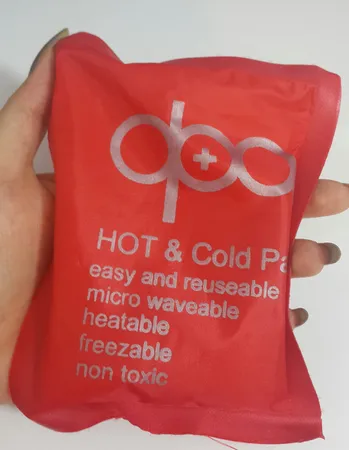 HOT & Cold Pa
easy and reuseable
micro waveable
heatable
freezable
non toxic